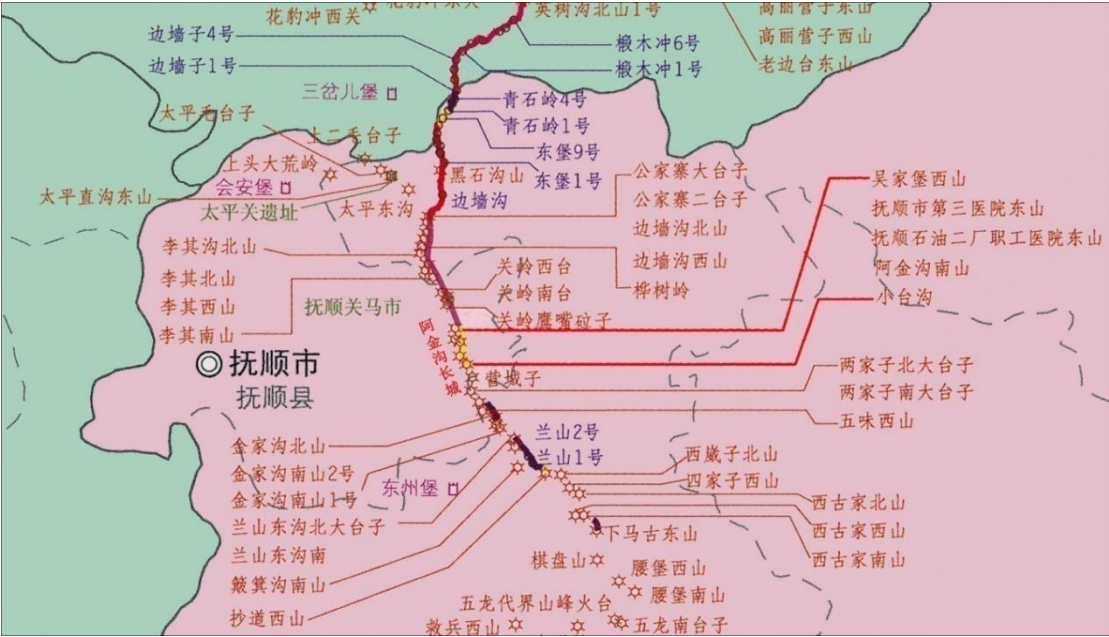 花豹冲西关
英树沟北山1号
高丽营子东山
高丽营子西山
老边台东山
边墙子4号
边墙子1号
椴木冲6号
椴木冲1号
三岔儿堡
青石岭4号
青石岭1号
太平毛台子
上二毛台子
东堡9号
东堡1号
上头大荒岭
会安堡
太平直沟东山
太平关遗址
太平东沟
黑石沟山
边墙沟
公家寨大台子
公家寨二台子
边墙沟北山
边墙沟西山
桦树岭
吴家堡西山
抚顺市第三医院东山
抚顺石油二厂职工医院东山
阿金沟南山
小台沟
李其沟北山
李其北山
李其西山
李其南山
抚顺关马市
关岭西台
关岭南台
关岭鹰嘴砬子
阿金沟长城
抚顺市
抚顺县
营城子
两家子北大台子
两家子南大台子
五味西山
金家沟北山
金家沟南山2号
金家沟南山1号
兰山东沟北大台子
兰山东沟南
簸箕沟南山
抄道西山
东州堡
兰山2号
兰山1号
西崴子北山
四家子西山
西古家北山
西古家西山
西古家南山
下马古东山
棋盘山
腰堡西山
腰堡南山
五龙代界山峰火台
救兵西山
五龙南台子